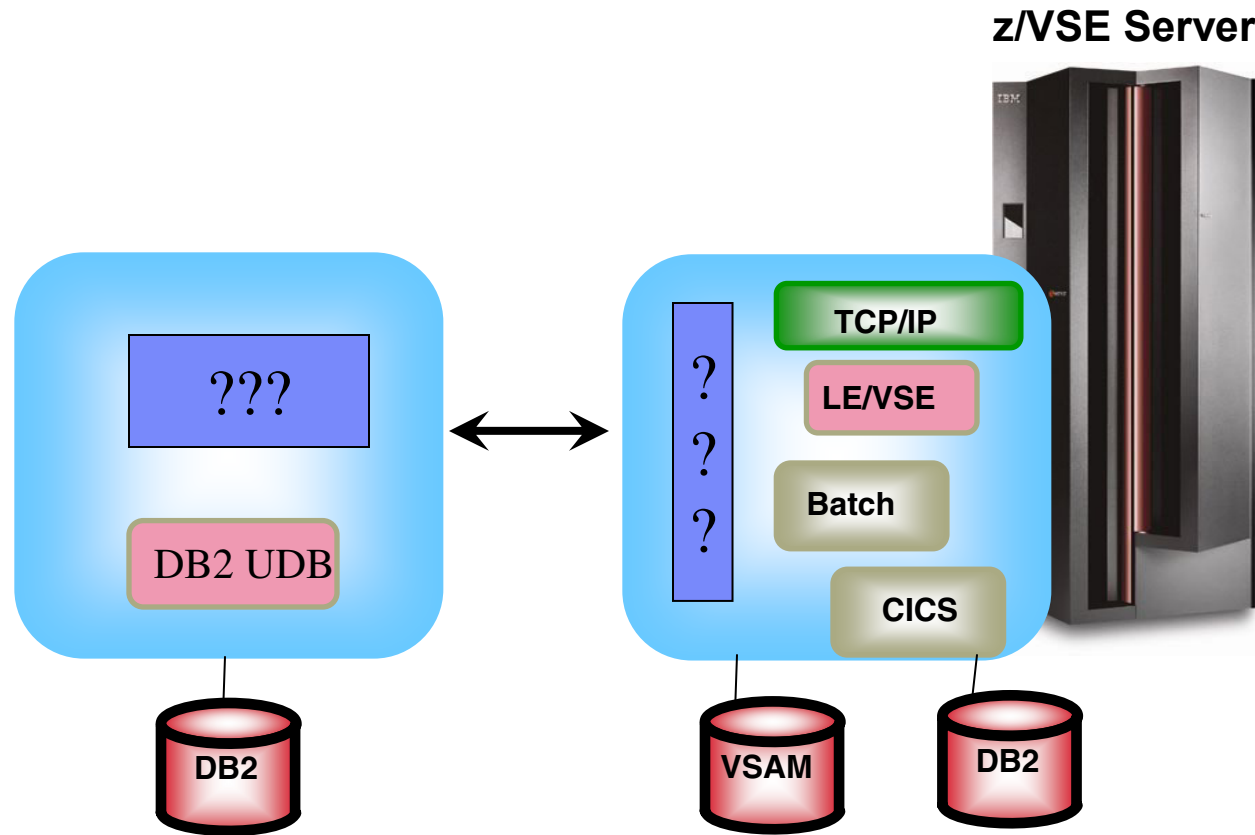 z/VSE Server
IBM
???
DB2 UDB
DB2
?
?
?
TCP/IP
LE/VSE
Batch
CICS
VSAM
DB2